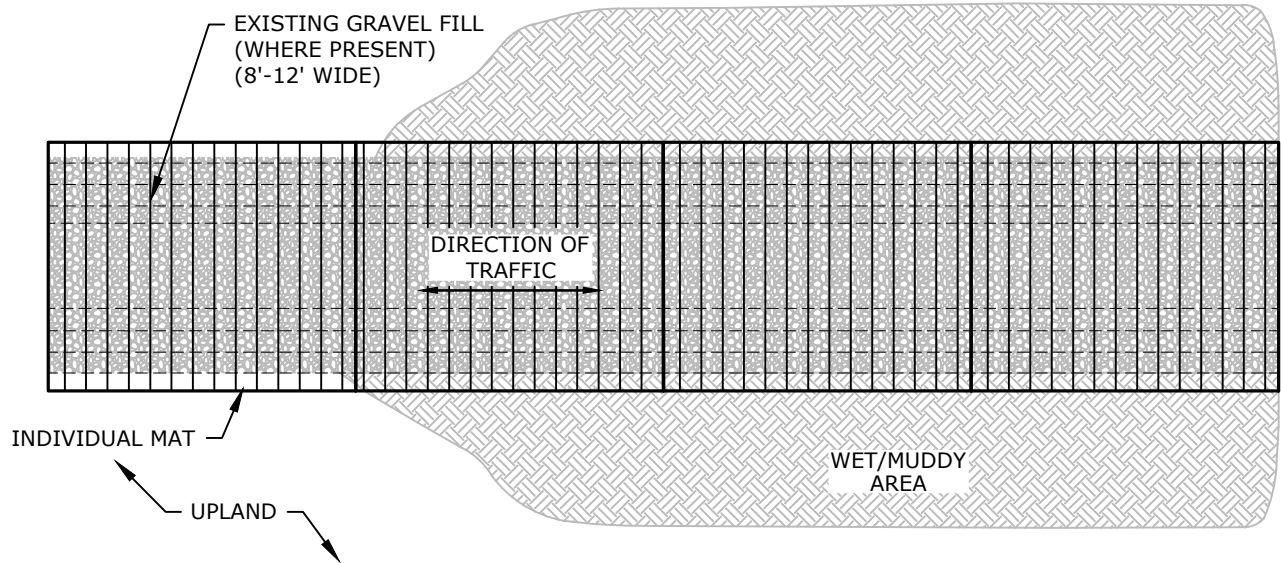 EXISTING GRAVEL FILL
(WHERE PRESENT)
(8'-12' WIDE)
DIRECTION OF
TRAFFIC
INDIVIDUAL MAT
WET/MUDDY
AREA
UPLAND